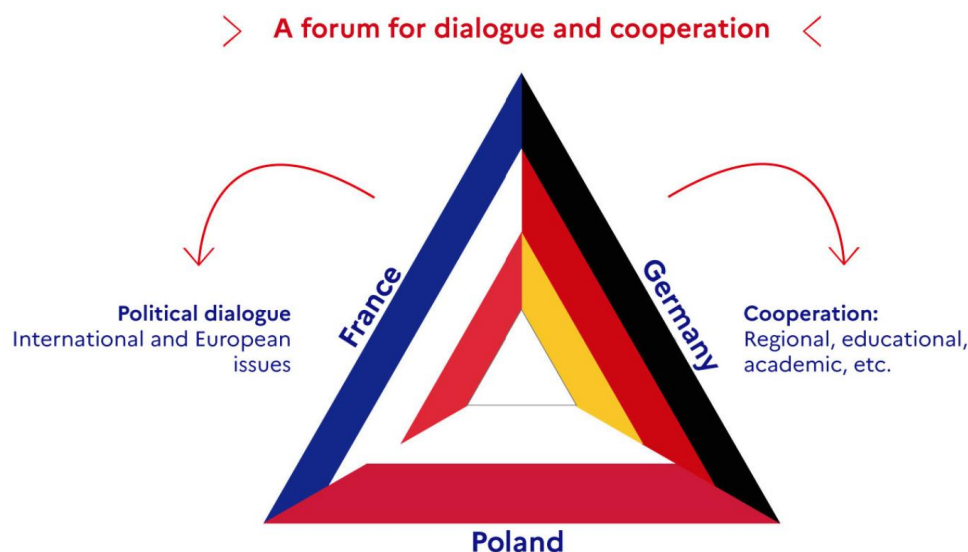 A forum for dialogue and cooperation
France
Germany
Political dialogue
International and European
issues
Cooperation:
Regional, educational,
academic, etc.
Poland